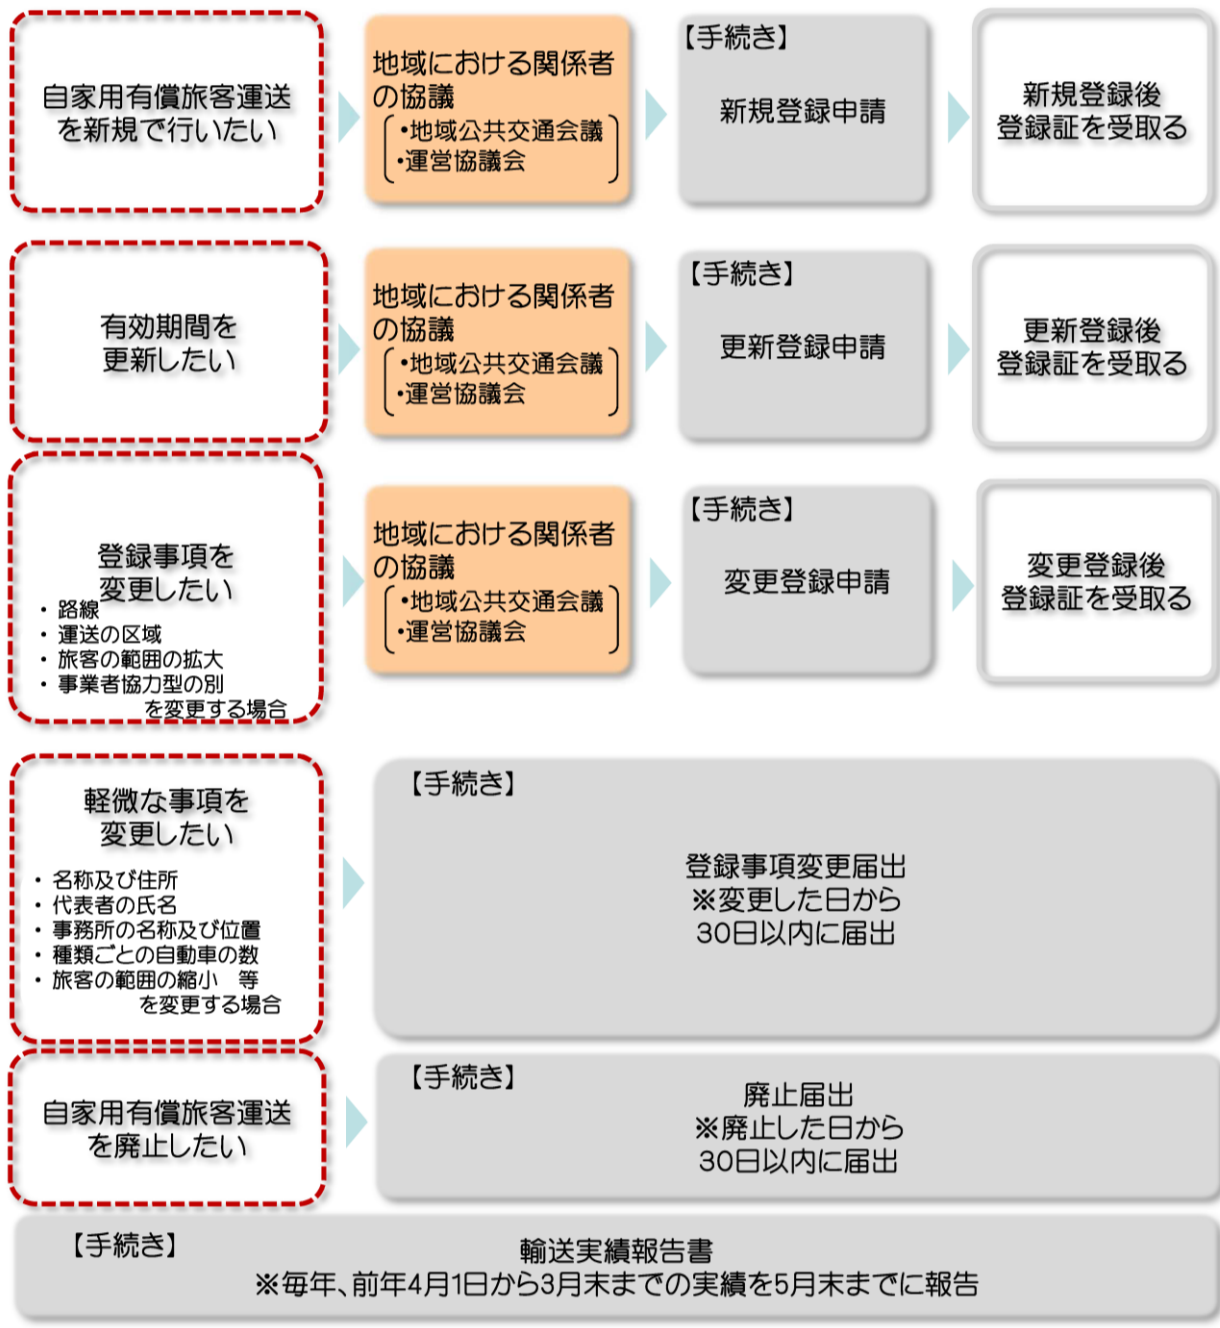 自家用有償旅客運送
を新規で行いたい
地域における関係者
の協議
・地域公共交通会議
・運営協議会
【手続き】
新規登録申請
新規登録後
登録証を受取る
有効期間を
更新したい
地域における関係者
の協議
・地域公共交通会議
・運営協議会
【手続き】
更新登録申請
更新登録後
登録証を受取る
登録事項を
変更したい
・ 路線
・ 運送の区域
・ 旅客の範囲の拡大
・ 事業者協力型の別
を変更する場合
地域における関係者
の協議
・地域公共交通会議
・運営協議会
【手続き】
変更登録申請
変更登録後
登録証を受取る
軽微な事項を
変更したい
・ 名称及び住所
・ 代表者の氏名
・ 事務所の名称及び位置
・ 種類ごとの自動車の数
・ 旅客の範囲の縮小　等
を変更する場合
【手続き】
登録事項変更届出
※変更した日から
30日以内に届出
自家用有償旅客運送
を廃止したい
【手続き】
廃止届出
※廃止した日から
30日以内に届出
【手続き】
輸送実績報告書
※毎年、前年4月1日から3月末までの実績を5月末までに報告